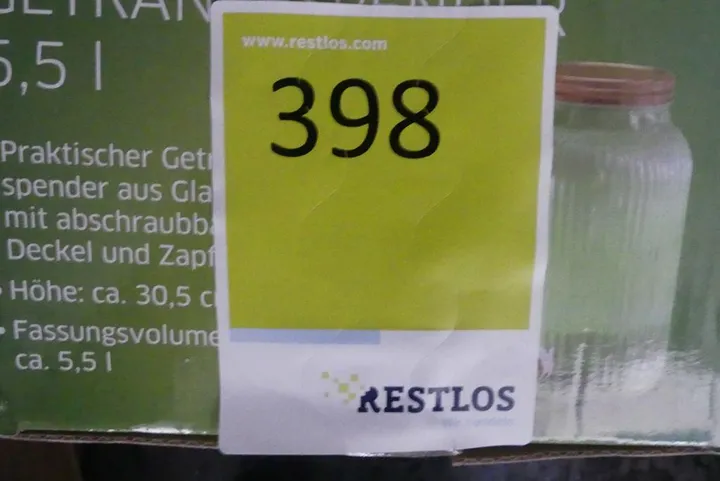 5,5 l
www.restlos.com
398
Praktischer Getr
spender aus Gla
mit abschraubba
Deckel und Zapf
• Höhe: ca. 30,5 c
• Fassungsvolume
ca. 5,5 l
RESTLOS